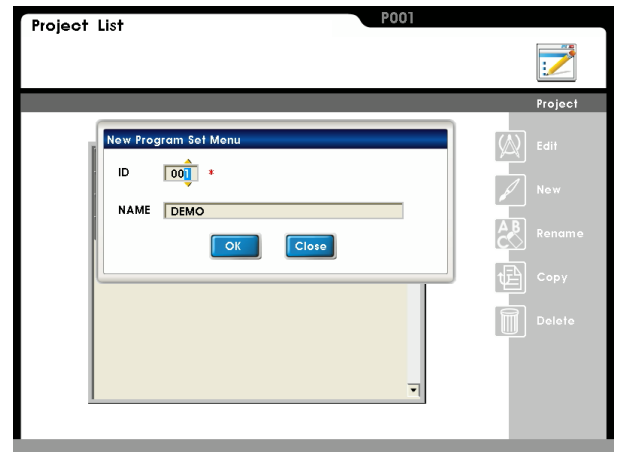 Project List
P001
Project
New Program Set Menu
ID 001 *
NAME DEMO
OK Close
Edit
New
Rename
Copy
Delete